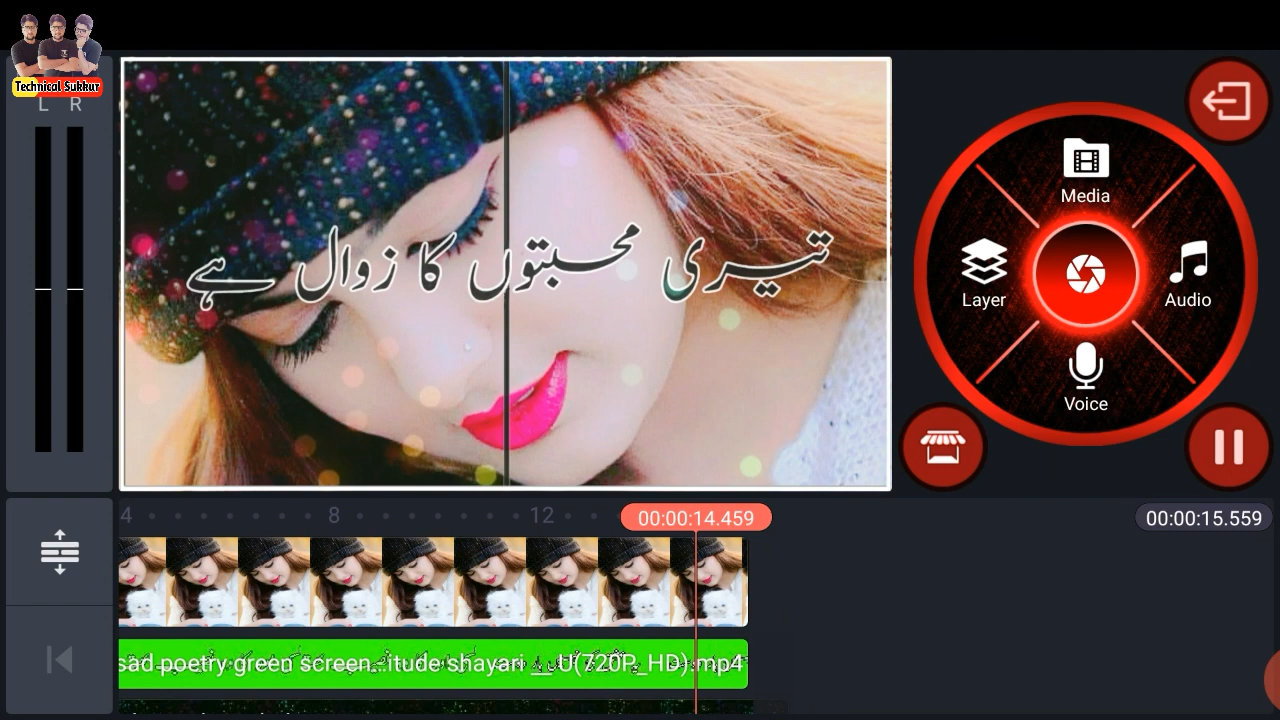 Technical Sukkur
L R
تیری محبتوں کا زوال ہے
Media
Layer
Audio
Voice
4
8
12
00:00:14.459
00:00:15.559
sad poetry green screen...itude shayari __ U(720P_HD).mp4